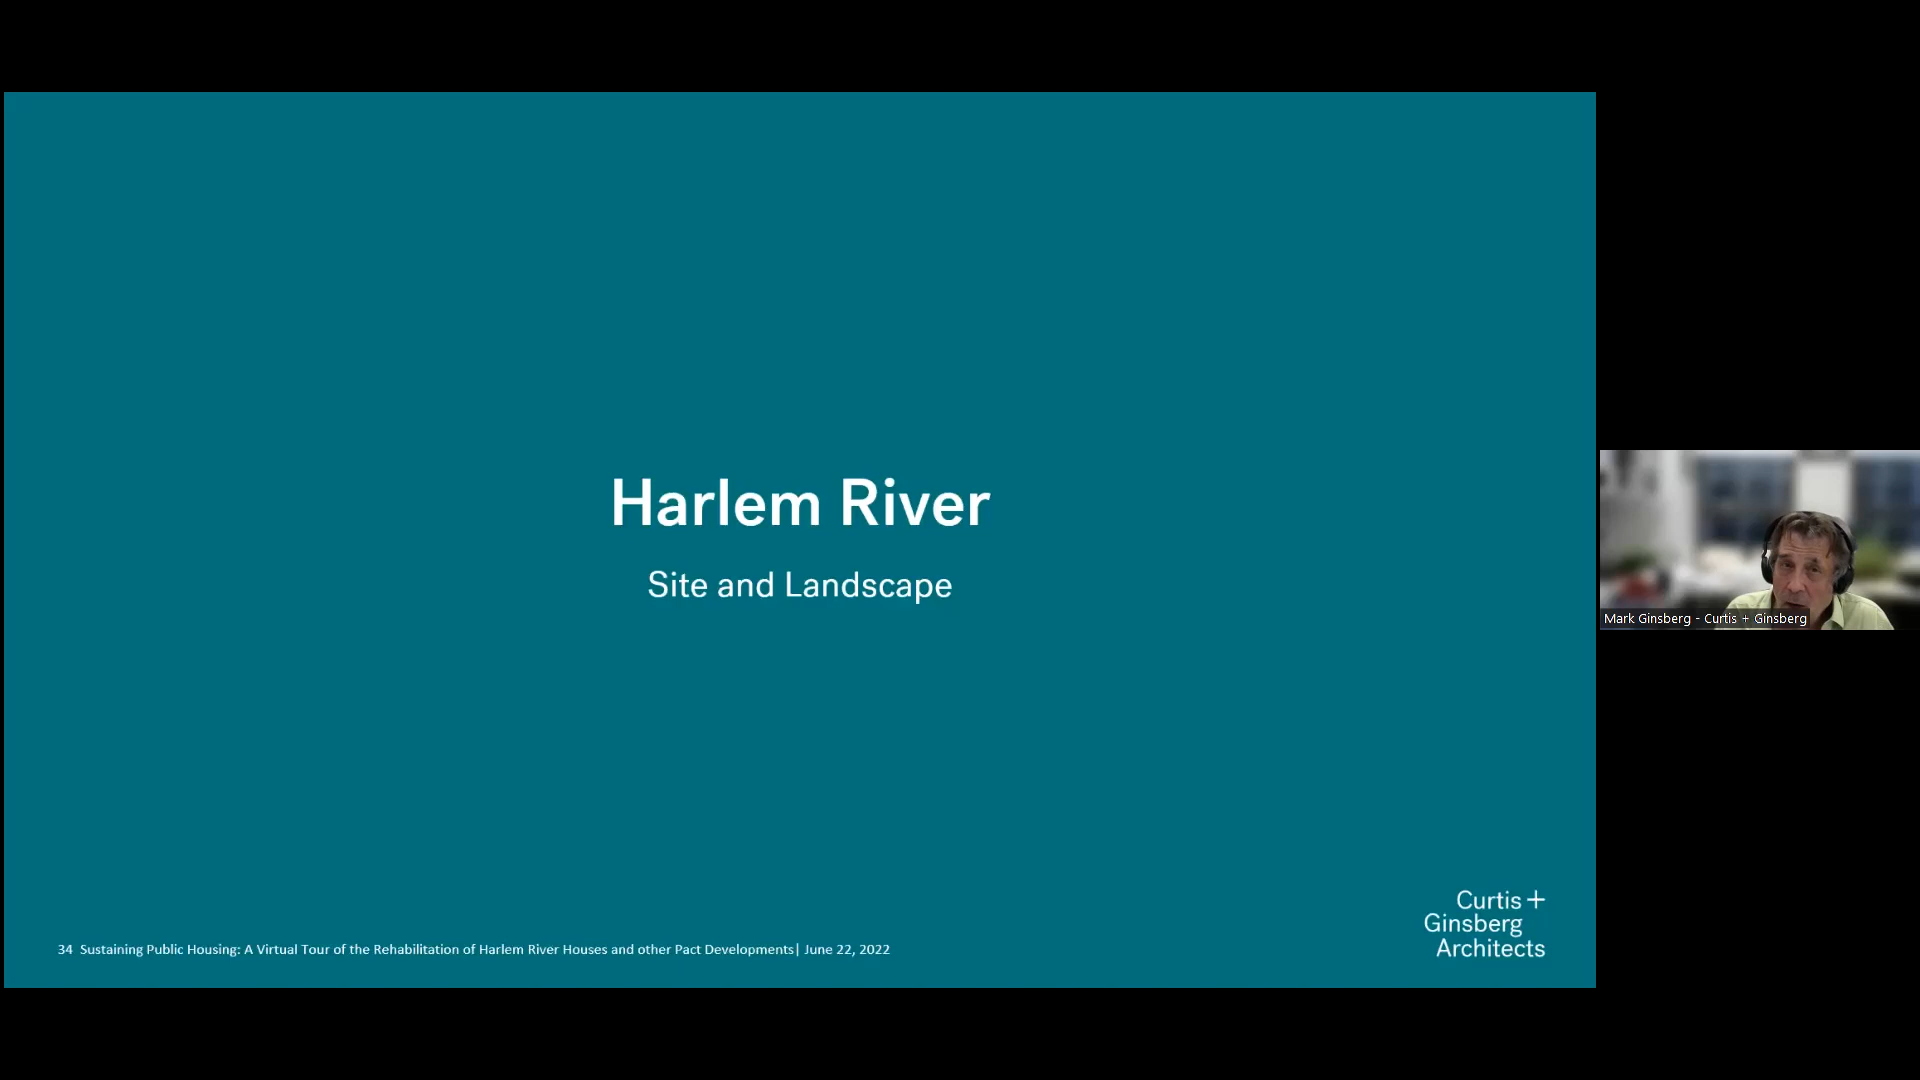 Harlem River
Site and Landscape
Mark Ginsberg - Curtis + Ginsberg
Curtis +
Ginsberg
Architects
34 Sustaining Public Housing: A Virtual Tour of the Rehabilitation of Harlem River Houses and other Pact Developments| June 22, 2022